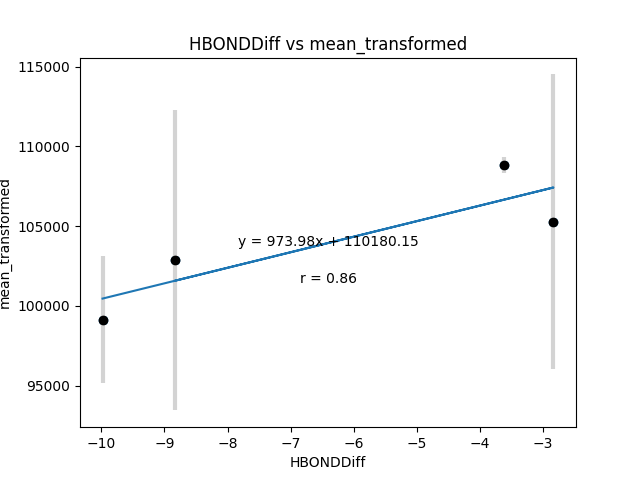 HBONDDiff vs mean_transformed
115000
110000
105000
100000
95000
mean_transformed
y = 973.98x + 110180.15
r = 0.86
−10
−9
−8
−7
−6
−5
−4
−3
HBONDDiff